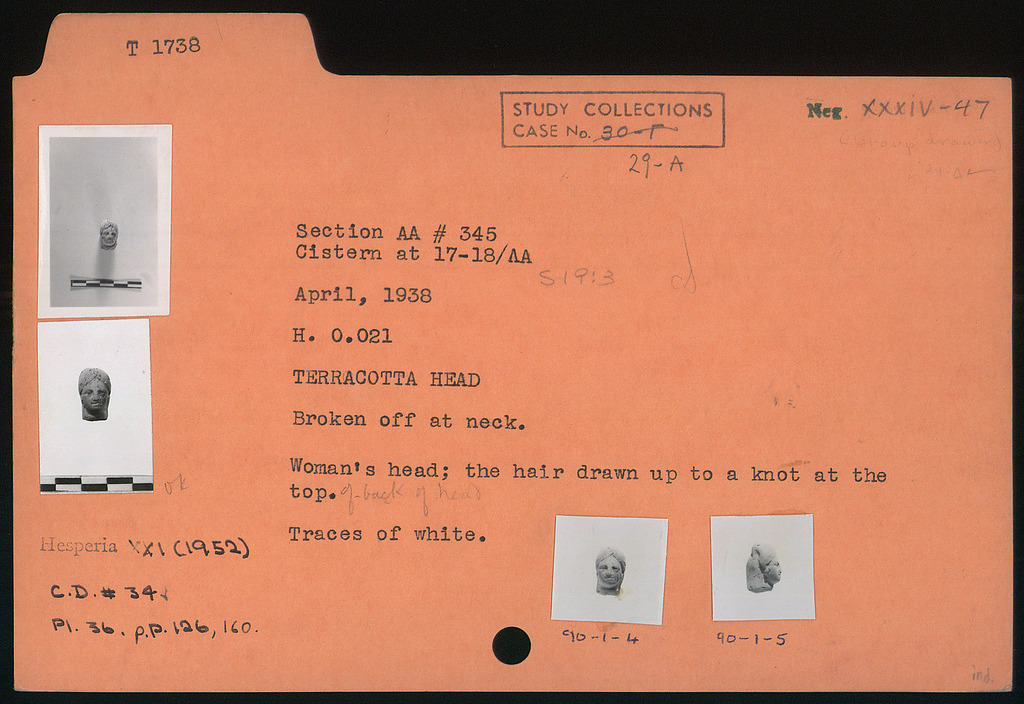 T 1738
STUDY COLLECTIONS
CASE No. 30-T
29-A
Neg. XXXIV-47
Section AA # 345
Cistern at 17-18/AA
S 19:3
April, 1938
H. 0.021
TERRACOTTA HEAD
Broken off at neck.
Woman's head; the hair drawn up to a knot at the
top. of back of head
Traces of white.
ok
Hesperia XXI (1952)
C.D. # 34
Pl. 36. p.p. 126, 160.
90-1-4
90-1-5
ind.